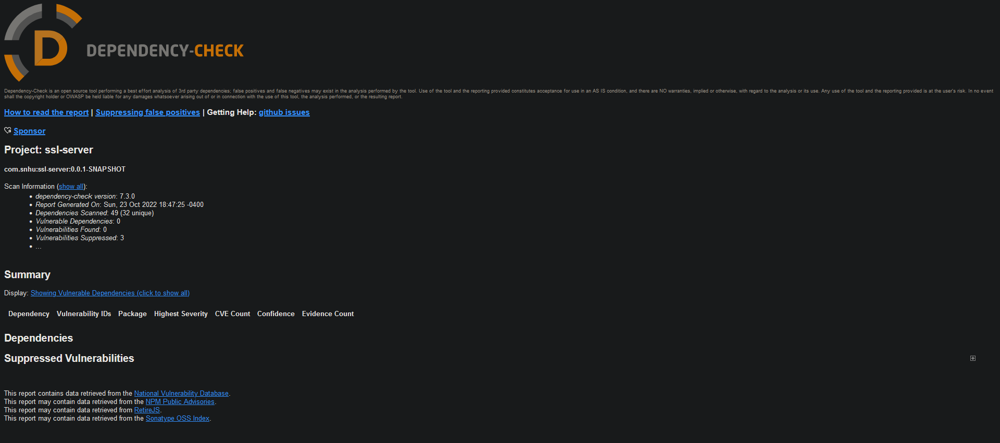 D
DEPENDENCY-CHECK
Dependency-Check is an open source tool performing a best effort analysis of 3rd party dependencies; false positives and false negatives may exist in the analysis performed by the tool. Use of the tool and the reporting provided constitutes acceptance for use in an AS IS condition, and there are NO warranties, implied or otherwise, with regard to the analysis or its use. Any use of the tool and the reporting provided is at the user's risk. In no event
shall the copyright holder or OWASP be held liable for any damages whatsoever arising out of or in connection with the use of this tool, the analysis performed, or the resulting report.
How to read the report | Suppressing false positives | Getting Help: github issues
Sponsor
Project: ssl-server
com.snhu:ssl-server:0.0.1-SNAPSHOT
Scan Information (show all):
• dependency-check version: 7.3.0
• Report Generated On: Sun, 23 Oct 2022 18:47:25 -0400
• Dependencies Scanned: 49 (32 unique)
• Vulnerable Dependencies: 0
• Vulnerabilities Found: 0
• Vulnerabilities Suppressed: 3
• ...
Summary
Display: Showing Vulnerable Dependencies (click to show all)
Dependency Vulnerability IDs Package Highest Severity CVE Count Confidence Evidence Count
Dependencies
Suppressed Vulnerabilities
This report contains data retrieved from the National Vulnerability Database.
This report may contain data retrieved from the NPM Public Advisories.
This report may contain data retrieved from RetireJS.
This report may contain data retrieved from the Sonatype OSS Index.